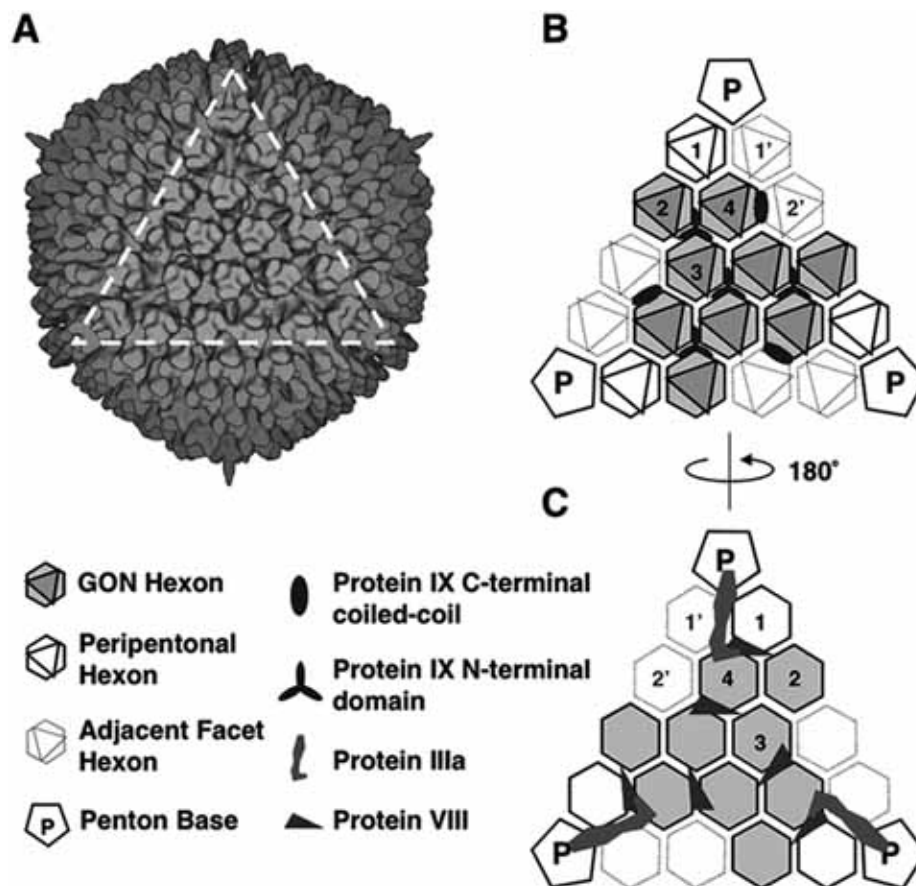 A
B
P
1
1'
2
4
2'
3
P
P
180°
C
P
1'
1
2'
4
2
3
P
P
GON Hexon
Peripentonal
Hexon
Adjacent Facet
Hexon
P
Penton Base
Protein IX C-terminal
coiled-coil
Protein IX N-terminal
domain
Protein IIIa
Protein VIII